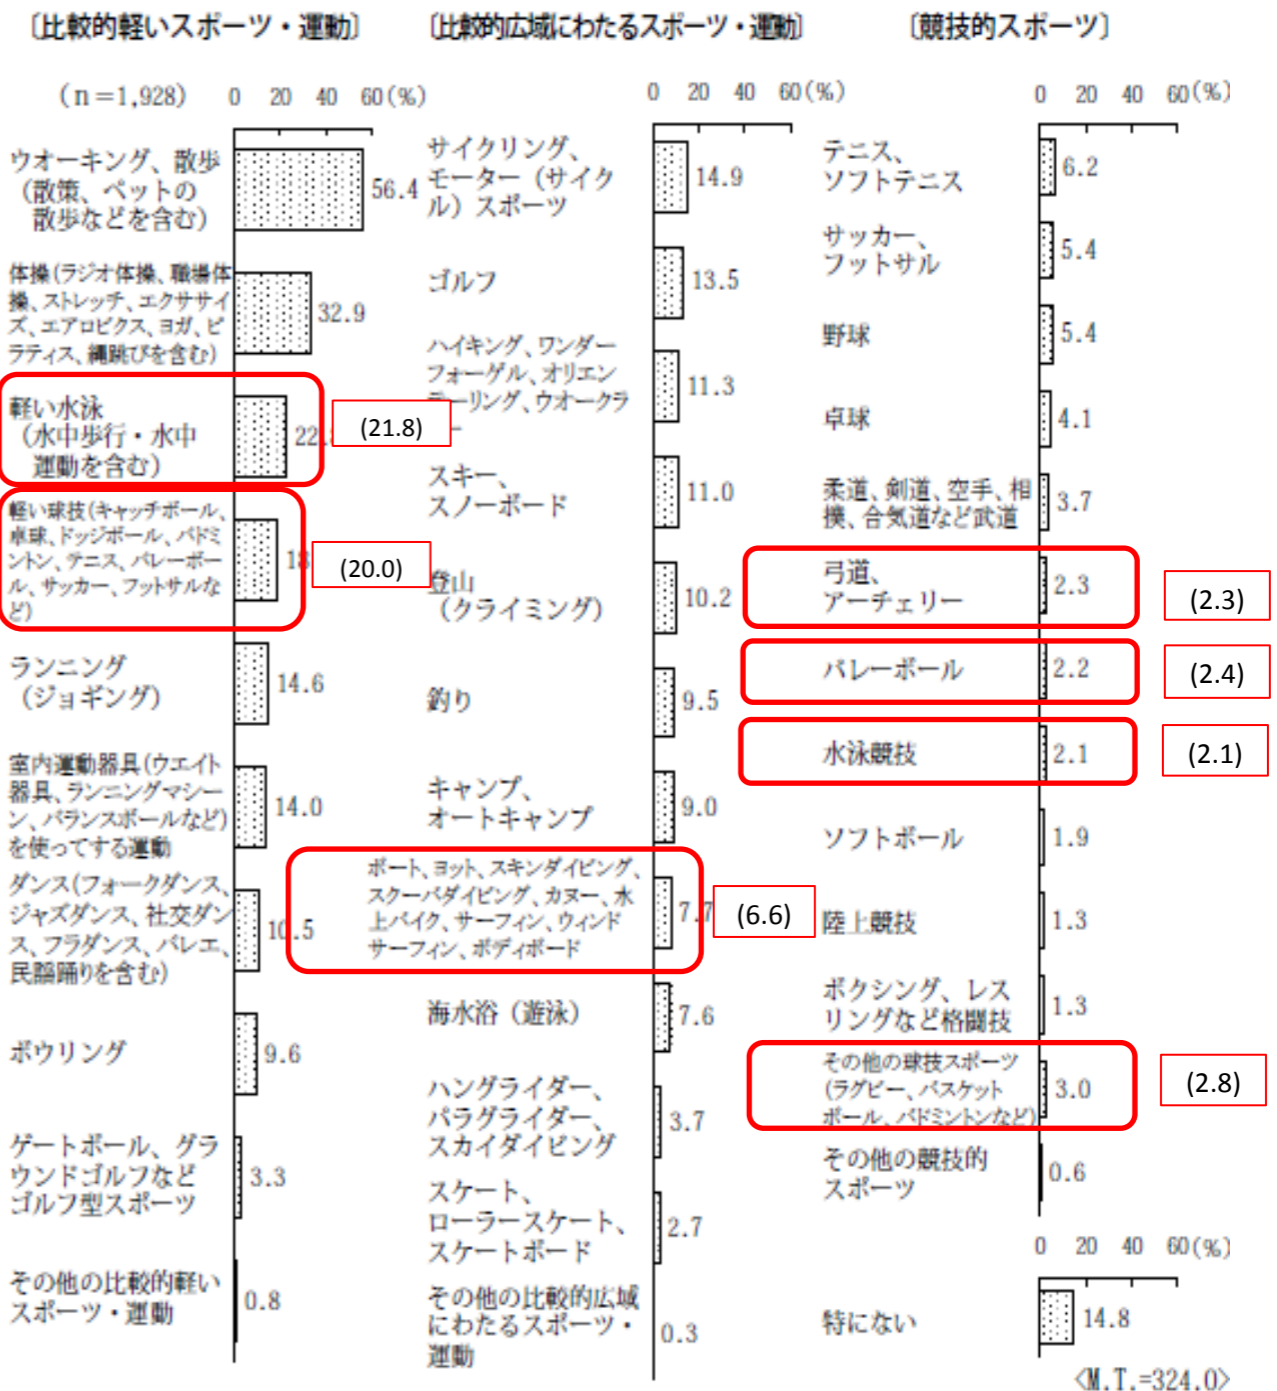 〔比較的軽いスポーツ・運動〕
(n=1,928)
0 20 40 60(%)
ウオーキング、散歩
(散策、ペットの
散歩などを含む)
56.4
体操(ラジオ体操、職場体
操、ストレッチ、エクササイ
ズ、エアロビクス、ヨガ、ピ
ラティス、縄跳びを含む)
32.9
軽い水泳
(水中歩行・水中
運動を含む)
22.
(21.8)
軽い球技(キャッチボール、
卓球、ドッジボール、バドミ
ントン、テニス、バレーボー
ル、サッカー、フットサルな
ど)
18
(20.0)
ランニング
(ジョギング)
14.6
室内運動器具(ウエイト
器具、ランニングマシー
ン、バランスボールなど)
を使ってする運動
14.0
ダンス(フォークダンス、
ジャズダンス、社交ダン
ス、フラダンス、バレエ、
民謡踊りを含む)
10.5
ボウリング
9.6
ゲートボール、グラ
ウンドゴルフなど
ゴルフ型スポーツ
3.3
その他の比較的軽い
スポーツ・運動
0.8
〔比較的広域にわたるスポーツ・運動〕
0 20 40 60(%)
サイクリング、
モーター(サイク
ル)スポーツ
14.9
ゴルフ
13.5
ハイキング、ワンダー
フォーゲル、オリエン
テーリング、ウオークラ
ー
11.3
スキー、
スノーボード
11.0
登山
(クライミング)
10.2
釣り
9.5
キャンプ、
オートキャンプ
9.0
ボート、ヨット、スキンダイビング、
スクーバダイビング、カヌー、水
上バイク、サーフィン、ウィンド
サーフィン、ボディボード
7.7
(6.6)
海水浴(遊泳)
7.6
ハングライダー、
パラグライダー、
スカイダイビング
3.7
スケート、
ローラースケート、
スケートボード
2.7
その他の比較的広域
にわたるスポーツ・
運動
0.3
〔競技的スポーツ〕
0 20 40 60(%)
テニス、
ソフトテニス
6.2
サッカー、
フットサル
5.4
野球
5.4
卓球
4.1
柔道、剣道、空手、相
撲、合気道など武道
3.7
弓道、
アーチェリー
2.3
(2.3)
バレーボール
2.2
(2.4)
水泳競技
2.1
(2.1)
ソフトボール
1.9
陸上競技
1.3
ボクシング、レス
リングなど格闘技
1.3
その他の球技スポーツ
(ラグビー、バスケット
ボール、バドミントンなど)
3.0
(2.8)
その他の競技的
スポーツ
0.6
0 20 40 60(%)
特にない
14.8
〈M.T.=324.0〉